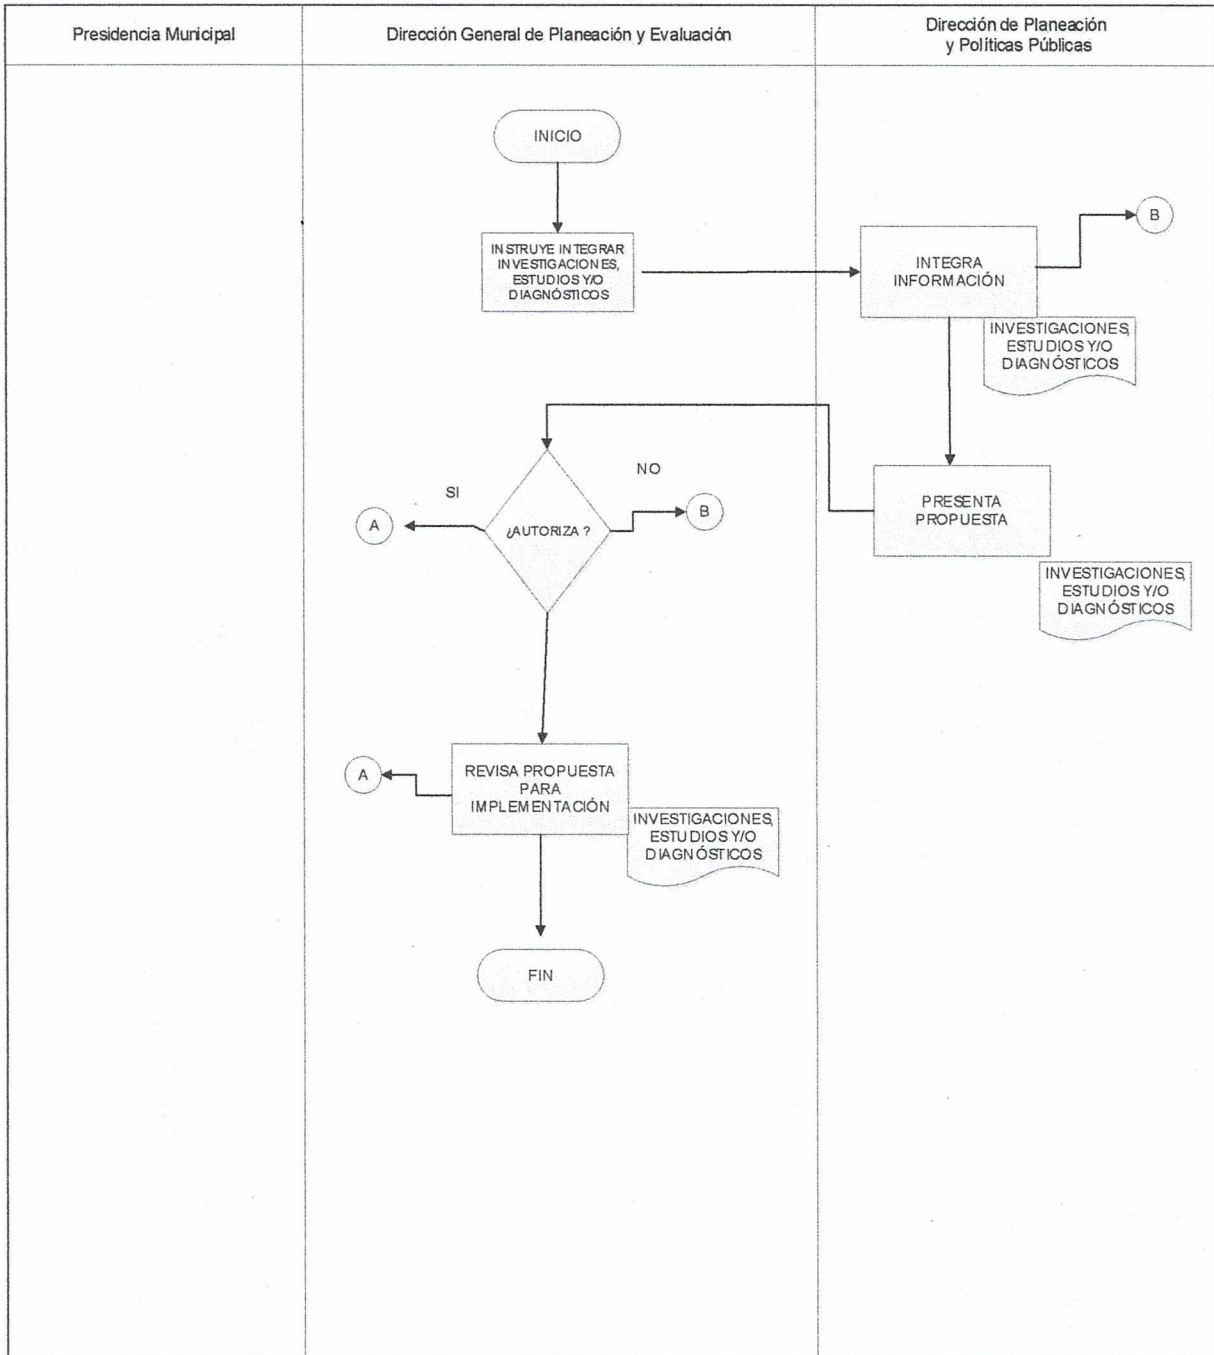 Presidencia Municipal
Dirección General de Planeación y Evaluación
Dirección de Planeación
y Políticas Públicas
INICIO
B
INSTRUYE INTEGRAR
INVESTIGACIONES,
ESTUDIOS Y/O
DIAGNÓSTICOS
INTEGRA
INFORMACIÓN
INVESTIGACIONES,
ESTUDIOS Y/O
DIAGNÓSTICOS
NO
SI
A
¿AUTORIZA ?
B
PRESENTA
PROPUESTA
INVESTIGACIONES,
ESTUDIOS Y/O
DIAGNÓSTICOS
A
REVISA PROPUESTA
PARA
IMPLEMENTACIÓN
INVESTIGACIONES,
ESTUDIOS Y/O
DIAGNÓSTICOS
FIN